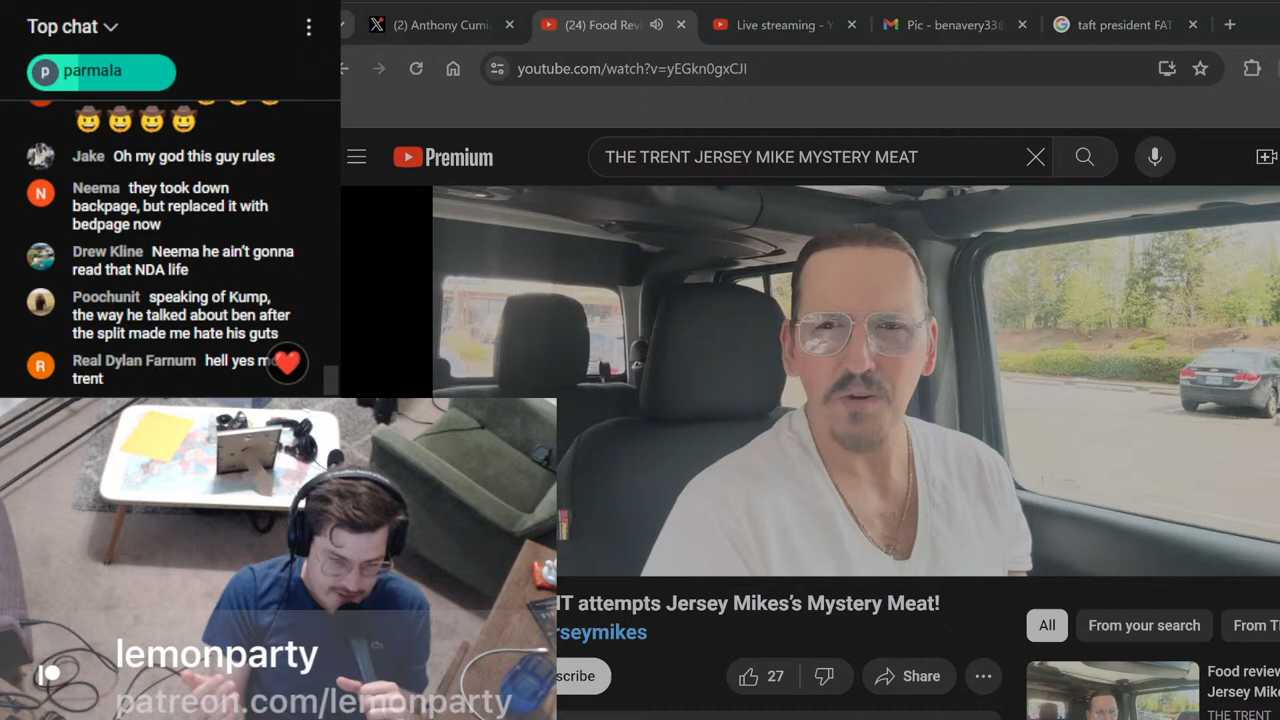 Top chat
(2) Anthony Cumi
(24) Food Rev
Live streaming - Y
Pic - benavery33@
taft president FAT
p parmala
youtube.com/watch?v=yEGkn0gxCJI
Premium
THE TRENT JERSEY MIKE MYSTERY MEAT
Jake Oh my god this guy rules
N Neema they took down
backpage, but replaced it with
bedpage now
Drew Kline Neema he ain't gonna
read that NDA life
Poochunit speaking of Kump,
the way he talked about ben after
the split made me hate his guts
R Real Dylan Farnum hell yes
trent
T attempts Jersey Mikes's Mystery Meat!
rseymikes
scribe
27
Share
All
From your search
From T
Food review
Jersey Mikes
THE TRENT
lemonparty
patreon.com/lemonparty